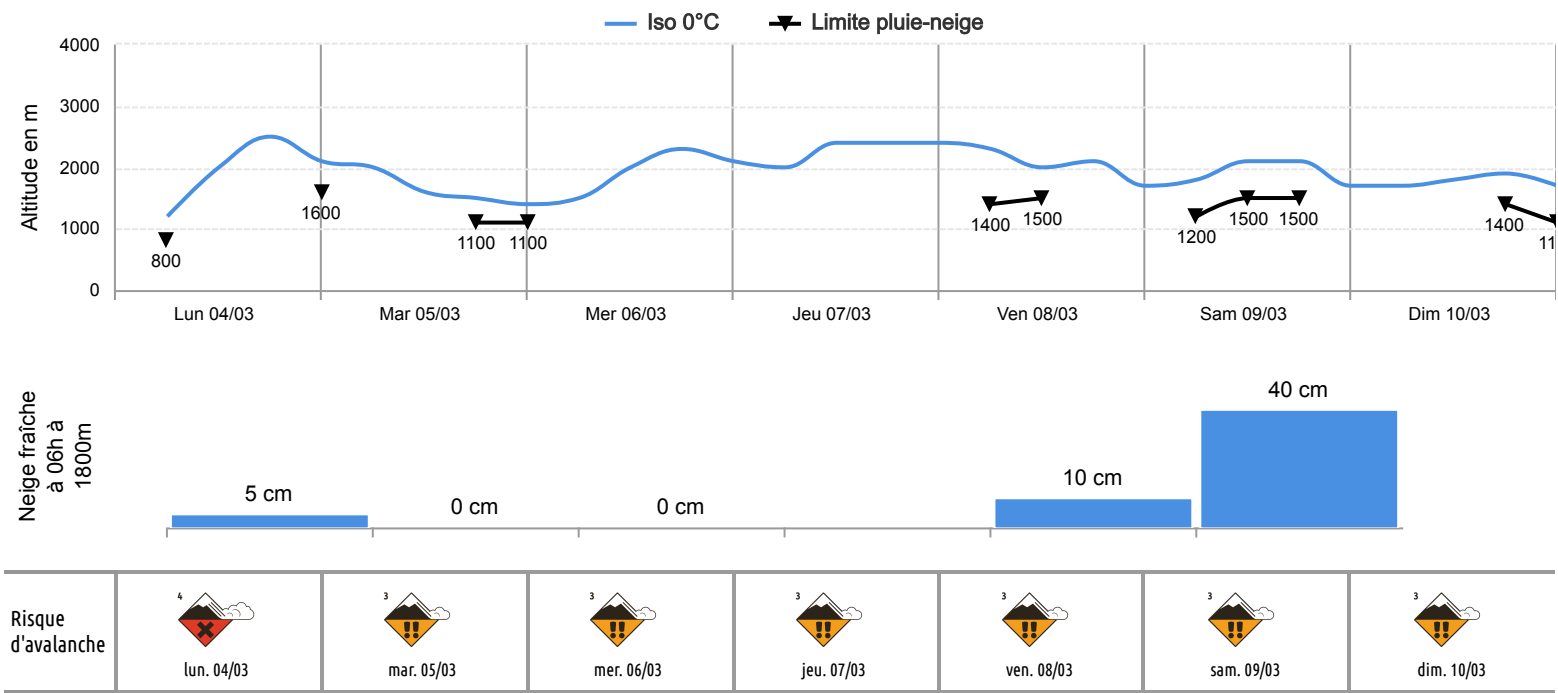 Iso 0°C Limite pluie-neige
Altitude en m
4000
3000
2000
1000
0
800
1600
1100 1100
1400 1500
1200 1500 1500
1400 11
Lun 04/03 Mar 05/03 Mer 06/03 Jeu 07/03 Ven 08/03 Sam 09/03 Dim 10/03
Neige fraîche
à 06h à
1800m
5 cm 0 cm 0 cm 10 cm 40 cm
Risque
d'avalanche
4 3 3 3 3 3 3
lun. 04/03 mar. 05/03 mer. 06/03 jeu. 07/03 ven. 08/03 sam. 09/03 dim. 10/03